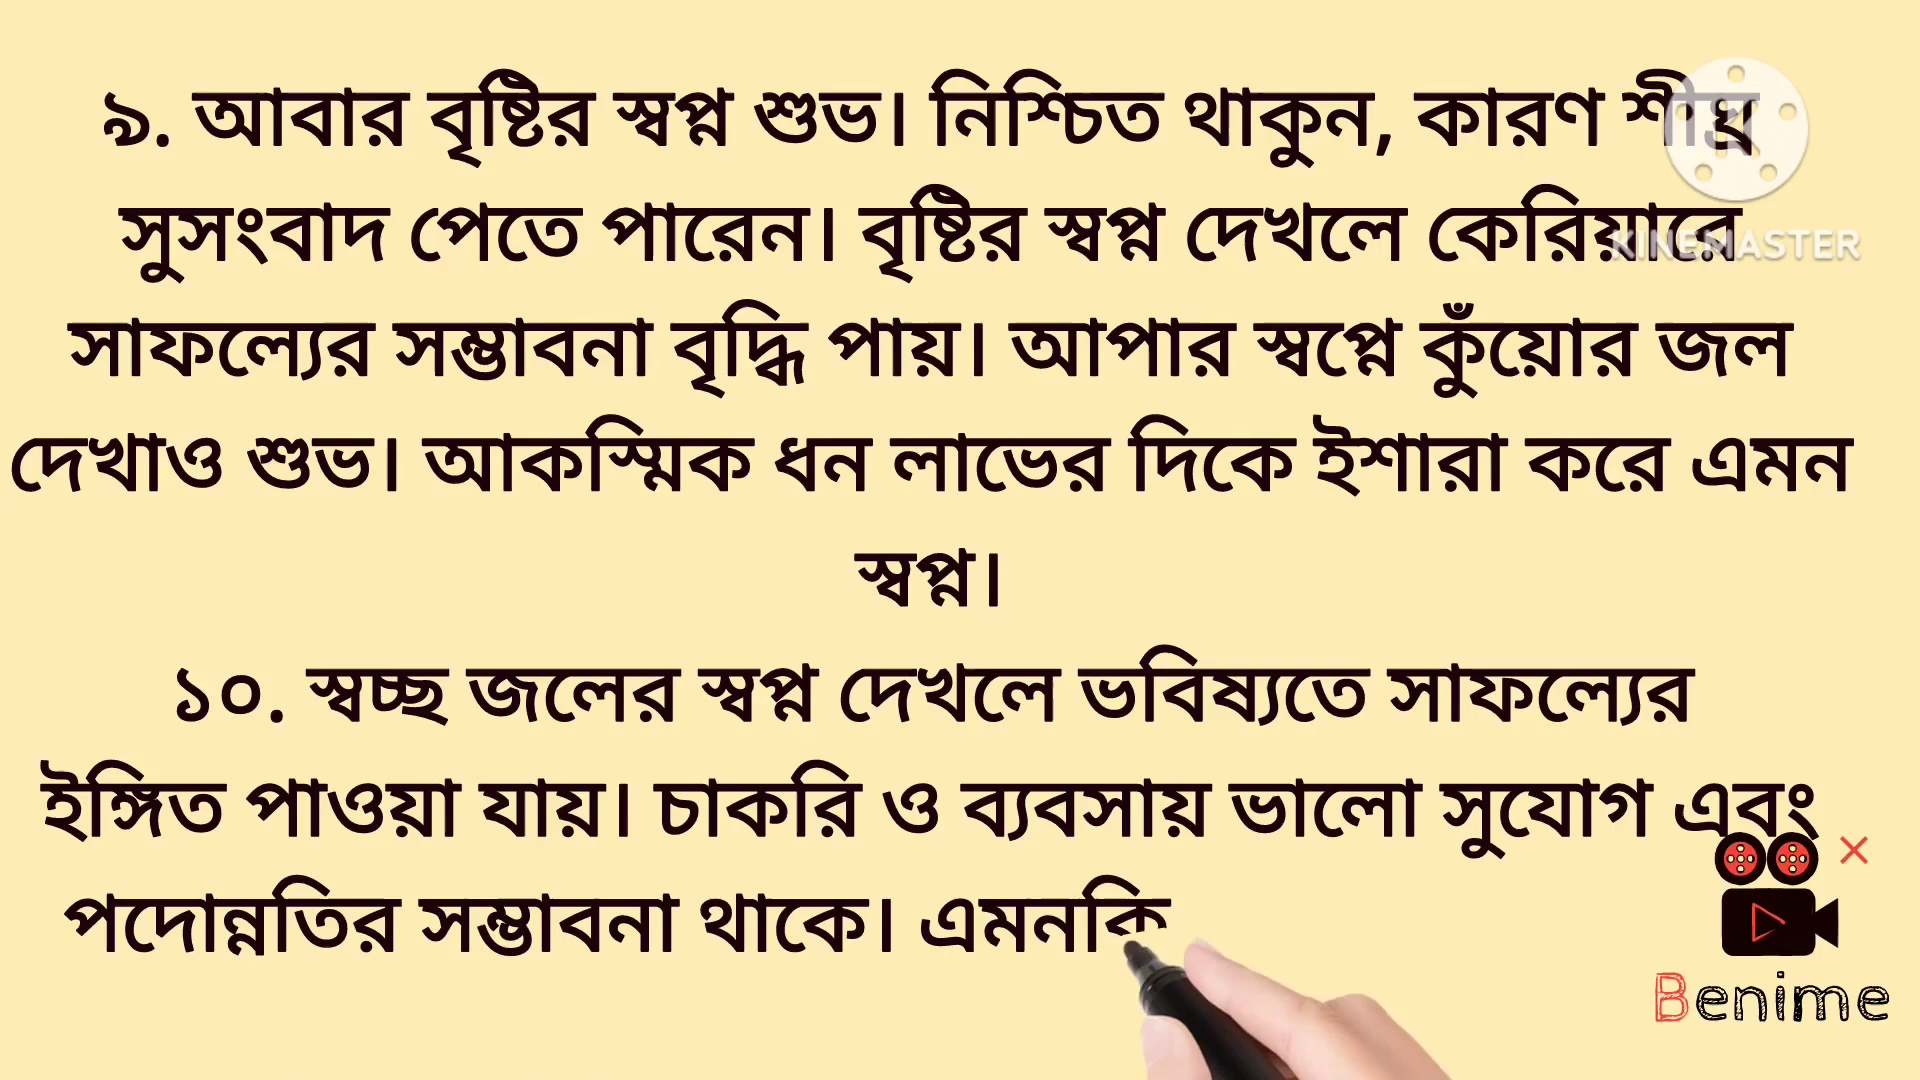 ৯. আবার বৃষ্টির স্বপ্ন শুভ। নিশ্চিত থাকুন, কারণ শীঘ্র
সুসংবাদ পেতে পারেন। বৃষ্টির স্বপ্ন দেখলে কেরিয়ারে
KINEMASTER
সাফল্যের সম্ভাবনা বৃদ্ধি পায়। আপার স্বপ্নে কুঁয়োর জল
দেখাও শুভ। আকস্মিক ধন লাভের দিকে ইশারা করে এমন
স্বপ্ন।
১০. স্বচ্ছ জলের স্বপ্ন দেখলে ভবিষ্যতে সাফল্যের
ইঙ্গিত পাওয়া যায়। চাকরি ও ব্যবসায় ভালো সুযোগ এবং
পদোন্নতির সম্ভাবনা থাকে। এমনকি
Benime